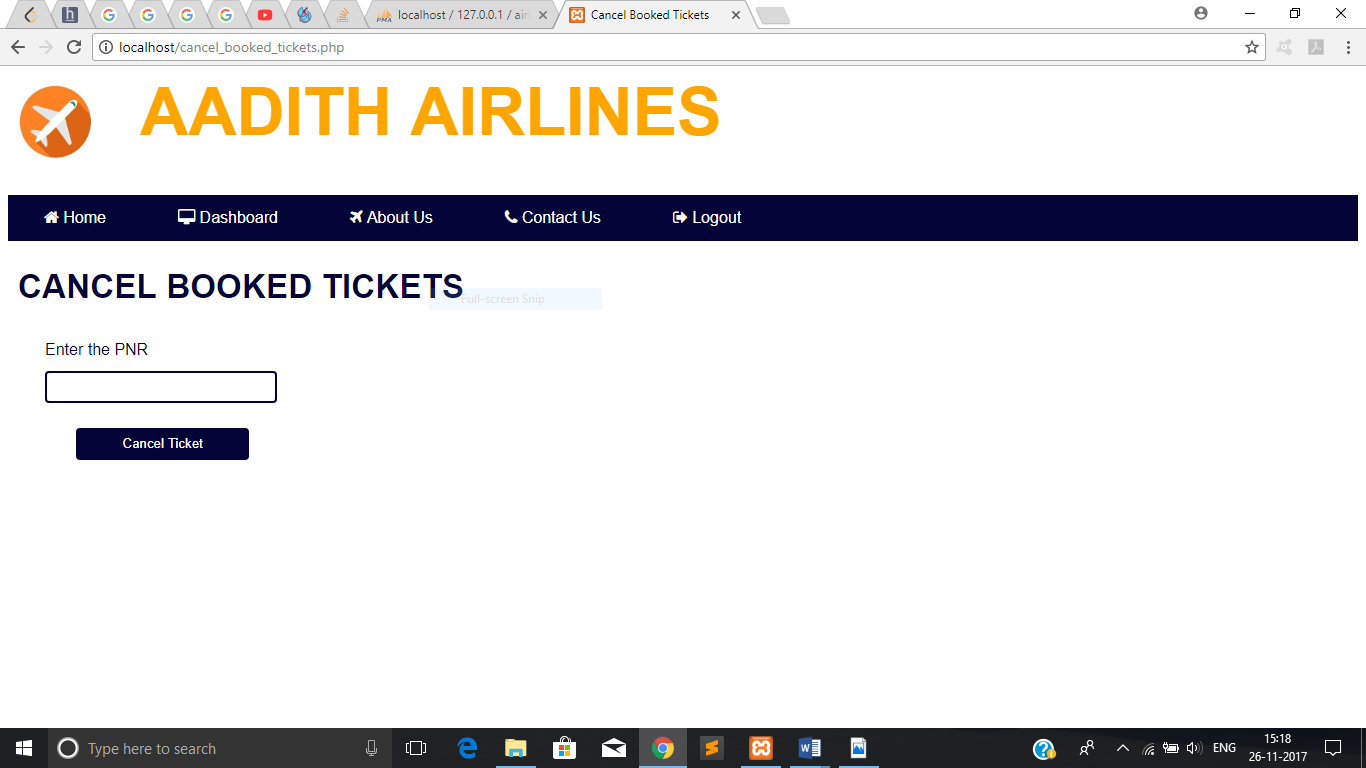 localhost / 127.0.0.1 / air
Cancel Booked Tickets
localhost/cancel_booked_tickets.php
AADITH AIRLINES
Home Dashboard About Us Contact Us Logout
CANCEL BOOKED TICKETS
Full-screen Snip
Enter the PNR
Cancel Ticket
Type here to search
ENG
15:18
26-11-2017